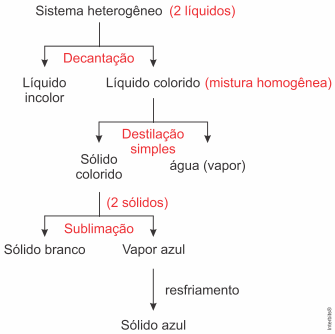 Sistema heterogêneo (2 líquidos)
Decantação
Líquido incolor
Líquido colorido (mistura homogênea)
Destilação simples
Sólido colorido
água (vapor)
(2 sólidos)
Sublimação
Sólido branco
Vapor azul
resfriamento
Sólido azul